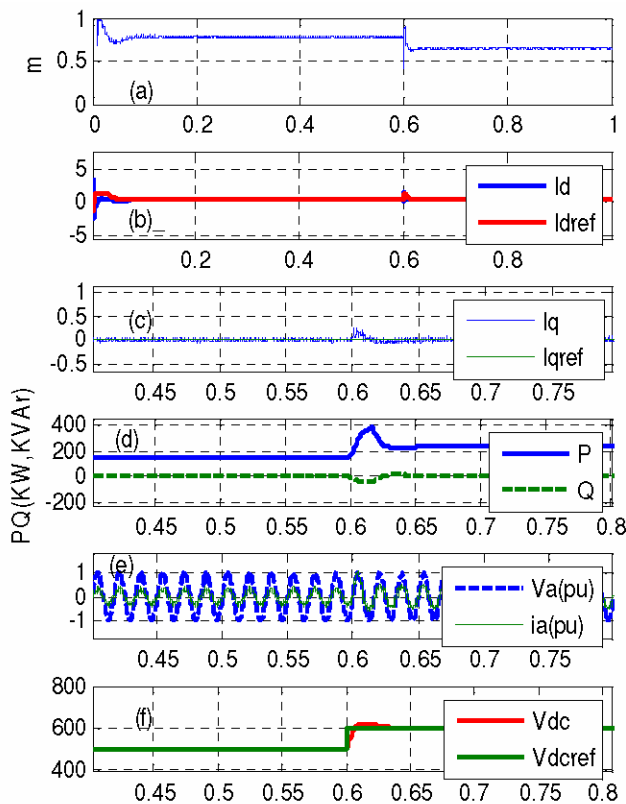 1
m
0.5
(a)
0
0 0.2 0.4 0.6 0.8 1
5
0
-5
(b)_
Id
Idref
0.2 0.4 0.6 0.8
1
0.5
0
-0.5
(c)
Iq
Iqref
0.45 0.5 0.55 0.6 0.65 0.7 0.75
PQ(KW,KVAr)
400
200
0
-200
(d)
P
Q
0.45 0.5 0.55 0.6 0.65 0.7 0.75 0.8
1
0
-1
(e)
Va(pu)
ia(pu)
0.45 0.5 0.55 0.6 0.65 0.7 0.75
800
600
400
(f)
Vdc
Vdcref
0.45 0.5 0.55 0.6 0.65 0.7 0.75 0.8